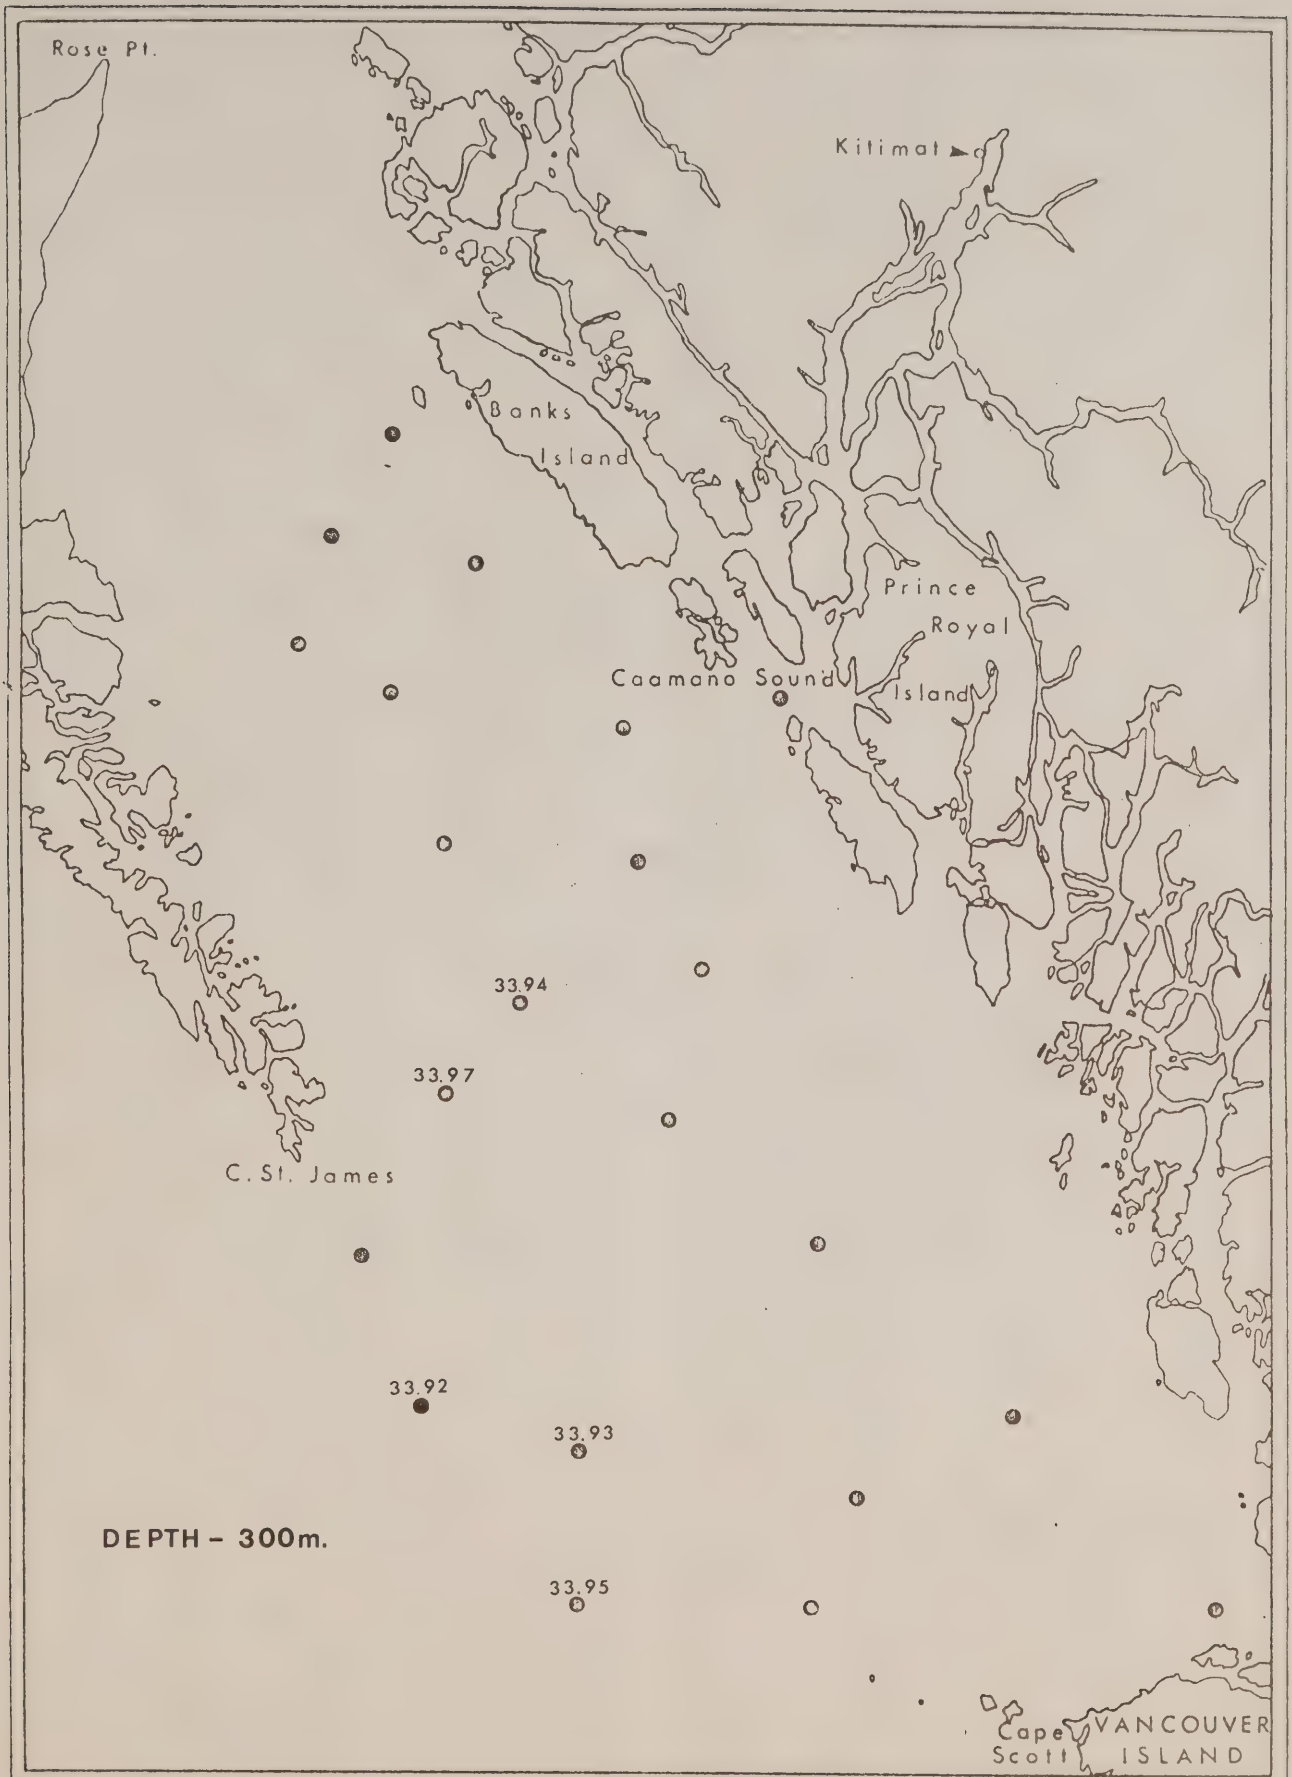 Rose Pt.
Kitimat
Banks
Island
Prince
Royal
Island
Caamano Sound
33.94
33.97
C. St. James
33.92
33.93
DEPTH – 300m.
33.95
Cape
Scott
VANCOUVER
ISLAND